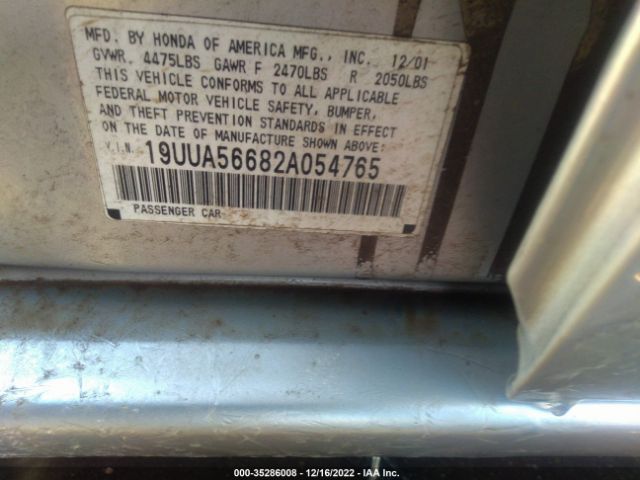 MFD. BY HONDA OF AMERICA MFG., INC. 12/01
GVWR. 4475LBS GAWR F 2470LBS R 2050LBS
THIS VEHICLE CONFORMS TO ALL APPLICABLE
FEDERAL MOTOR VEHICLE SAFETY, BUMPER,
AND THEFT PREVENTION STANDARDS IN EFFECT
ON THE DATE OF MANUFACTURE SHOWN ABOVE.
V.I.N. 19UUA56682A054765
PASSENGER CAR
000-35286008 - 12/16/2022 - IAA Inc.